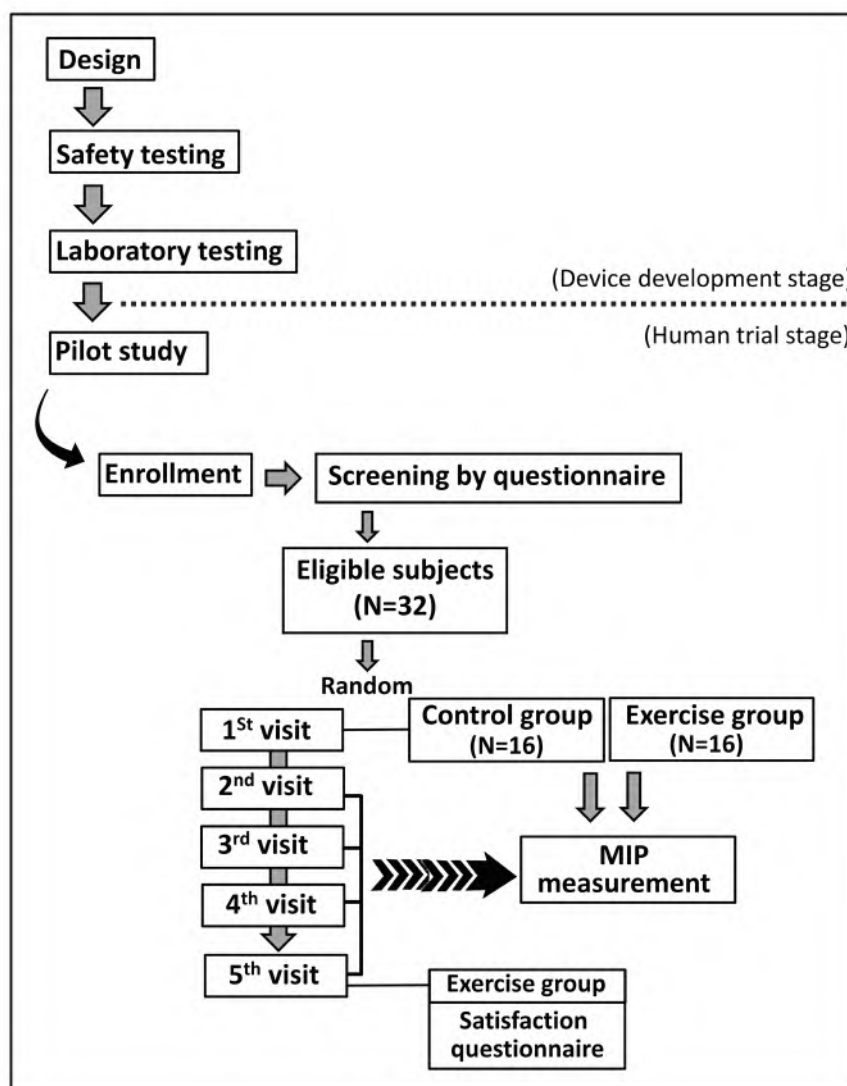 Design
Safety testing
Laboratory testing
(Device development stage)
(Human trial stage)
Pilot study
Enrollment
Screening by questionnaire
Eligible subjects
(N=32)
Random
1St visit
Control group
(N=16)
Exercise group
(N=16)
2nd visit
3rd visit
4th visit
5th visit
MIP
measurement
Exercise group
Satisfaction
questionnaire